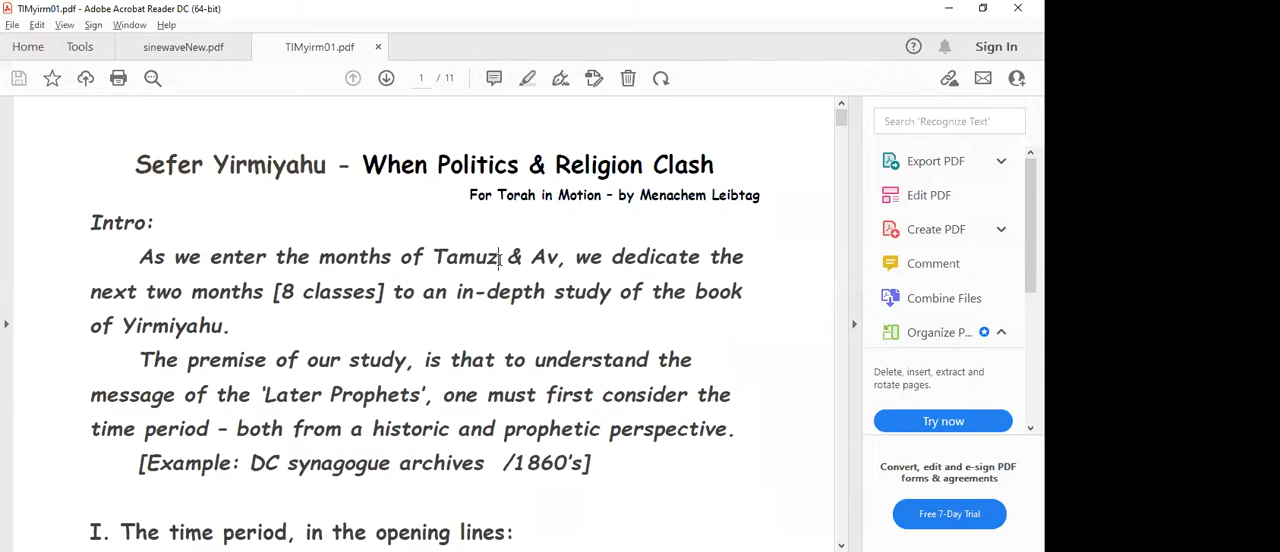 TIMyirm01.pdf - Adobe Acrobat Reader DC (64-bit)
File Edit View Sign Window Help
Home Tools sinewaveNew.pdf TIMyirm01.pdf × Sign In
1 / 11
Search 'Recognize Text'
Sefer Yirmiyahu - When Politics & Religion Clash
For Torah in Motion – by Menachem Leibtag
Intro:
As we enter the months of Tamuz & Av, we dedicate the
next two months [8 classes] to an in-depth study of the book
of Yirmiyahu.
The premise of our study, is that to understand the
message of the ‘Later Prophets’, one must first consider the
time period – both from a historic and prophetic perspective.
[Example: DC synagogue archives /1860’s]
I. The time period, in the opening lines:
Export PDF
Edit PDF
Create PDF
Comment
Combine Files
Organize P...
Delete, insert, extract and
rotate pages.
Try now
Convert, edit and e-sign PDF
forms & agreements
Free 7-Day Trial